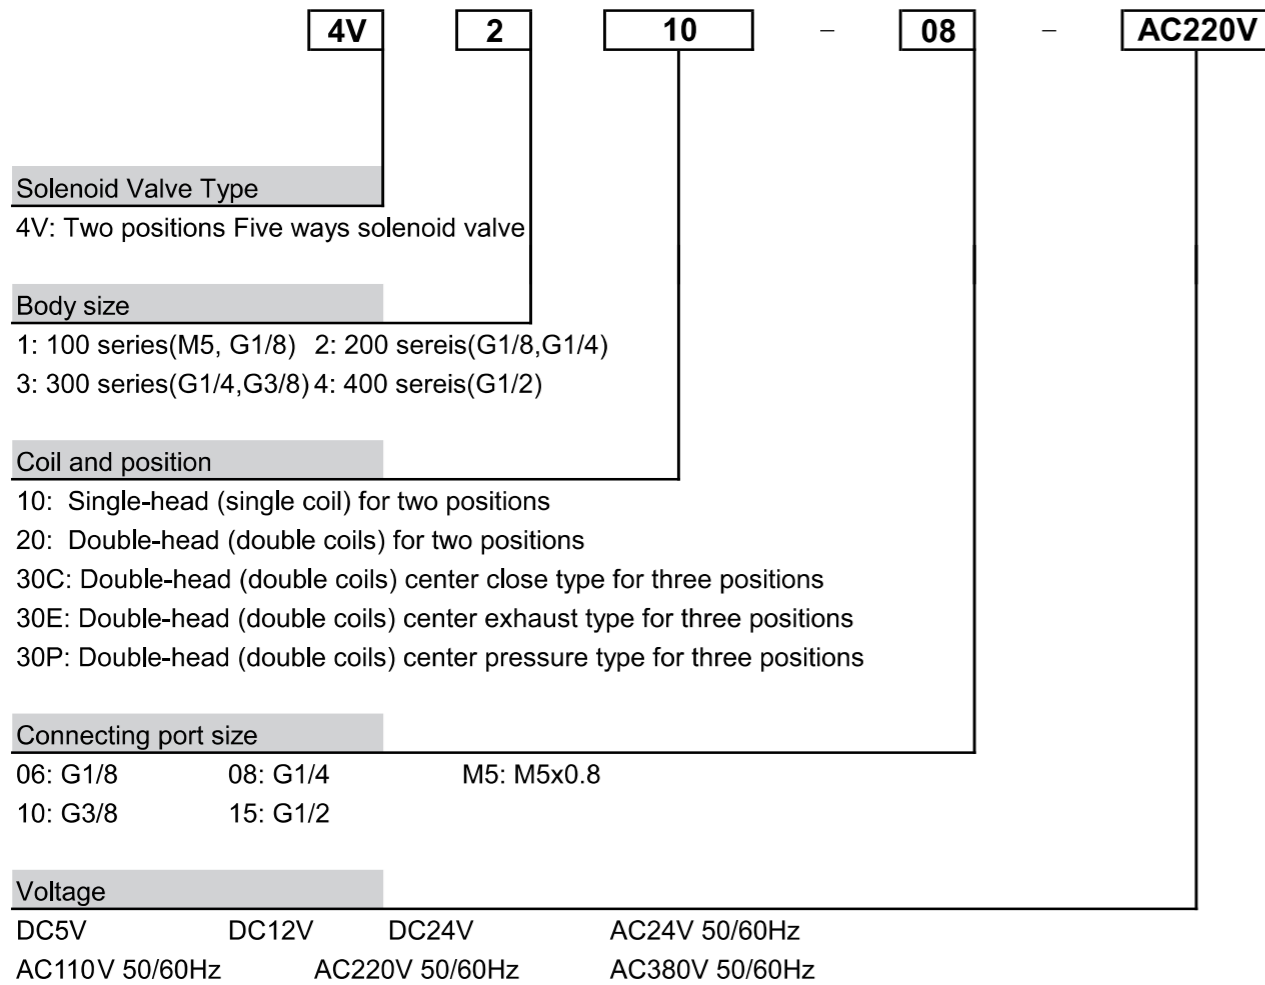 4V 2 10 – 08 – AC220V
Solenoid Valve Type
4V: Two positions Five ways solenoid valve
Body size
1: 100 series(M5, G1/8) 2: 200 sereis(G1/8,G1/4)
3: 300 series(G1/4,G3/8) 4: 400 sereis(G1/2)
Coil and position
10: Single-head (single coil) for two positions
20: Double-head (double coils) for two positions
30C: Double-head (double coils) center close type for three positions
30E: Double-head (double coils) center exhaust type for three positions
30P: Double-head (double coils) center pressure type for three positions
Connecting port size
06: G1/8 08: G1/4 M5: M5x0.8
10: G3/8 15: G1/2
Voltage
DC5V DC12V DC24V AC24V 50/60Hz
AC110V 50/60Hz AC220V 50/60Hz AC380V 50/60Hz